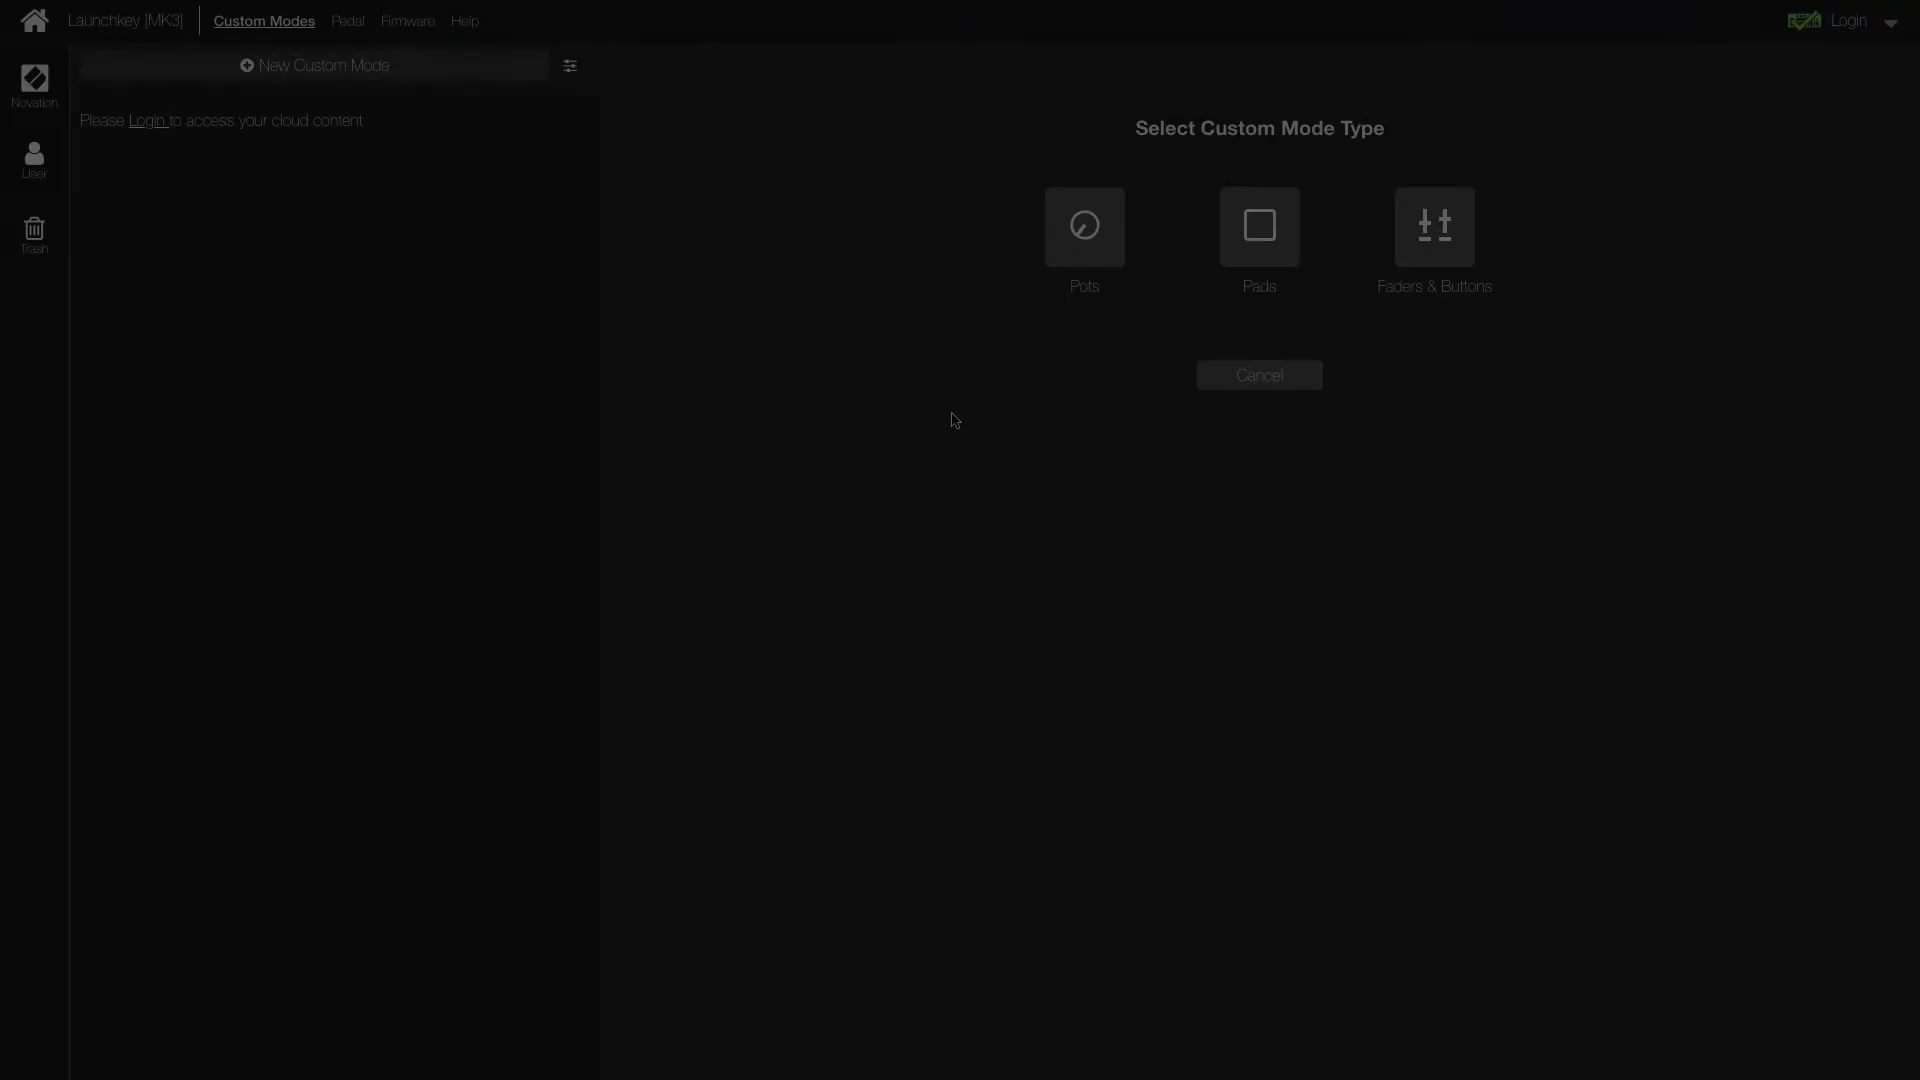 Launchkey [MK3]
Custom Modes
Pedal
Firmware
Help
Login
New Custom Mode
Novation
Please Login to access your cloud content
User
Trash
Select Custom Mode Type
Pots
Pads
Faders & Buttons
Cancel